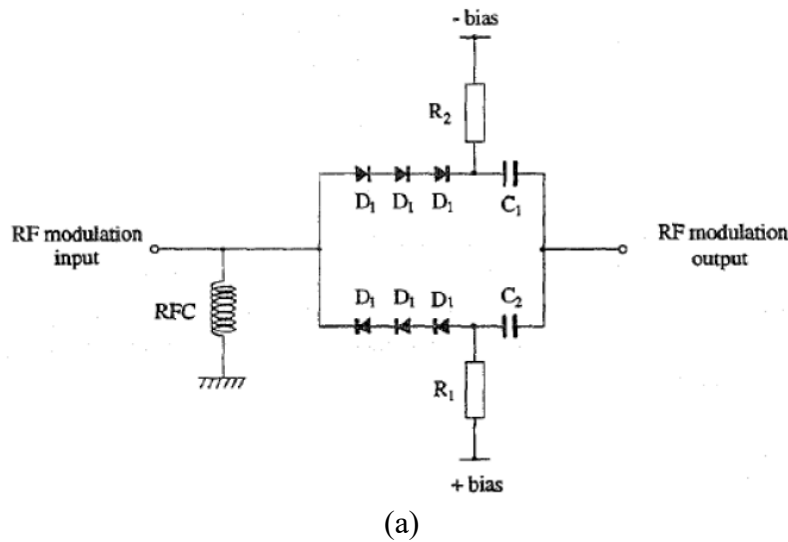 - bias
R2
D1 D1 D1 C1
RF modulation
input
RF modulation
output
RFC
D1 D1 D1 C2
R1
+ bias
(a)